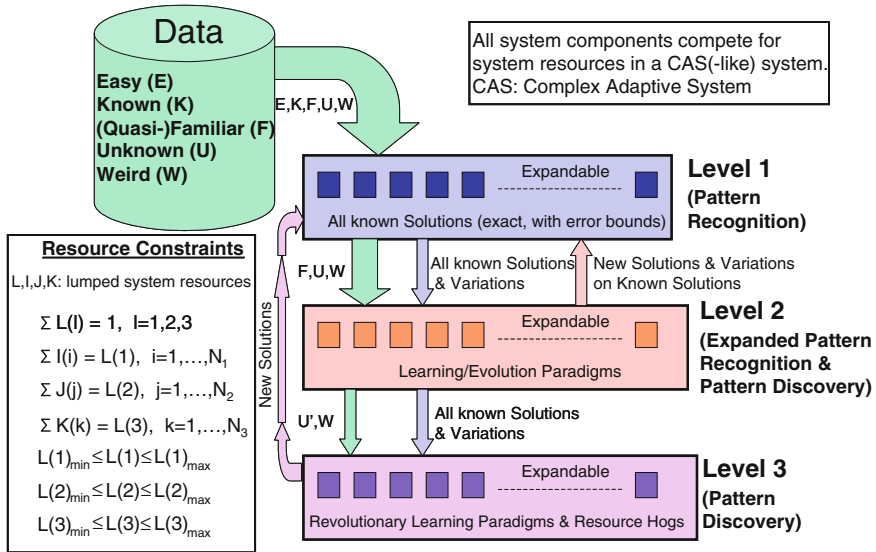 Data
Easy (E)
Known (K)
(Quasi-)Familiar (F)
Unknown (U)
Weird (W)
E,K,F,U,W
All system components compete for
system resources in a CAS(-like) system.
CAS: Complex Adaptive System
Expandable
All known Solutions (exact, with error bounds)
Level 1
(Pattern
Recognition)
F,U,W
All known Solutions
& Variations
New Solutions & Variations
on Known Solutions
Expandable
Learning/Evolution Paradigms
Level 2
(Expanded Pattern
Recognition &
Pattern Discovery)
U',W
All known Solutions
& Variations
New Solutions
Expandable
Revolutionary Learning Paradigms & Resource Hogs
Level 3
(Pattern
Discovery)
Resource Constraints
L,I,J,K: lumped system resources
Σ L(l) = 1, l=1,2,3
Σ I(i) = L(1), i=1,…,N₁
Σ J(j) = L(2), j=1,…,N₂
Σ K(k) = L(3), k=1,…,N₃
L(1)min ≤ L(1) ≤ L(1)max
L(2)min ≤ L(2) ≤ L(2)max
L(3)min ≤ L(3) ≤ L(3)max